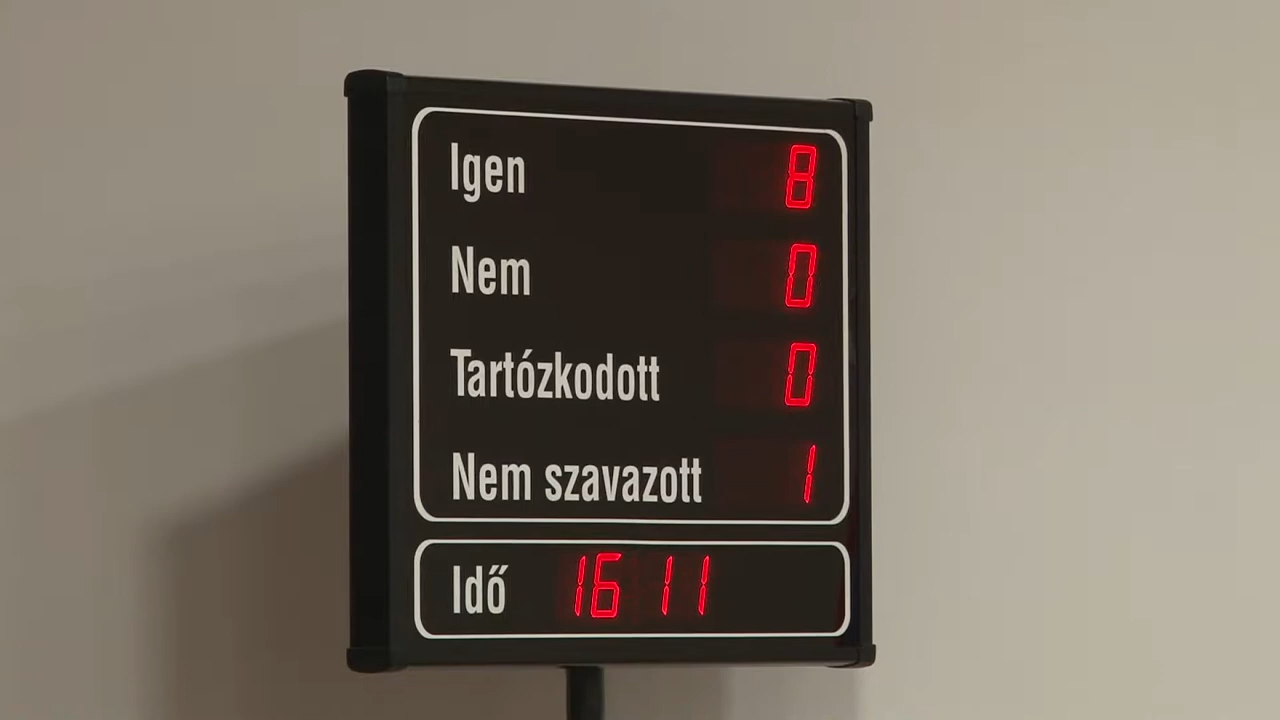 Igen 8
Nem 0
Tartózkodott 0
Nem szavazott 1
Idő 16 11